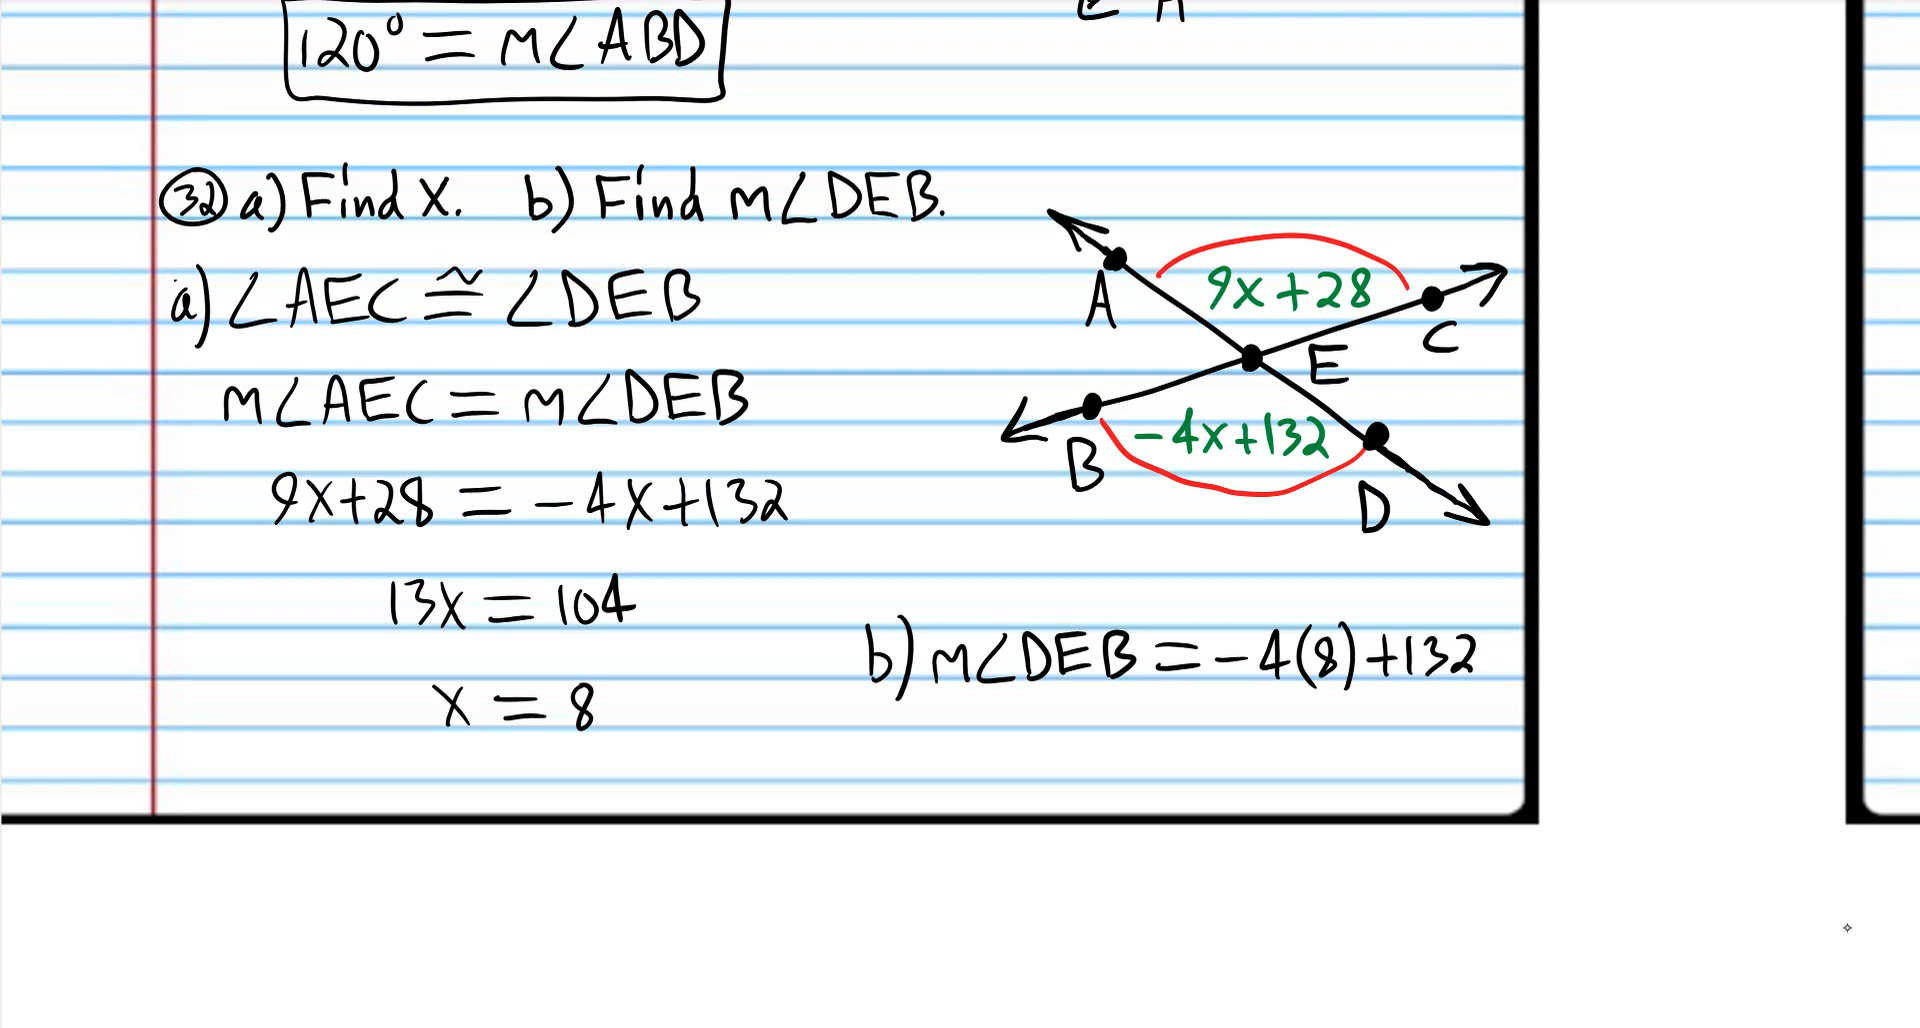 120° = m∠ABD
A
32 a) Find x. b) Find m∠DEB.
a) ∠AEC ≅ ∠DEB
m∠AEC = m∠DEB
9x+28 = -4x+132
13x = 104
x = 8
A
9x+28
C
E
B
-4x+132
D
b) m∠DEB = -4(8)+132